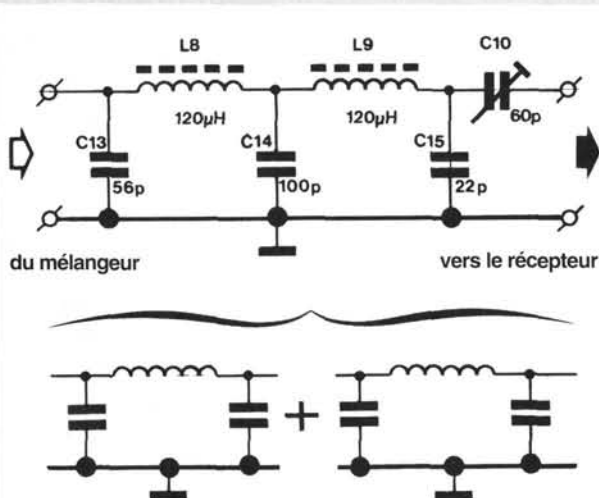 L8 L9 C10
120µH 120µH 60p
C13 C14 C15
56p 100p 22p
du mélangeur vers le récepteur
+